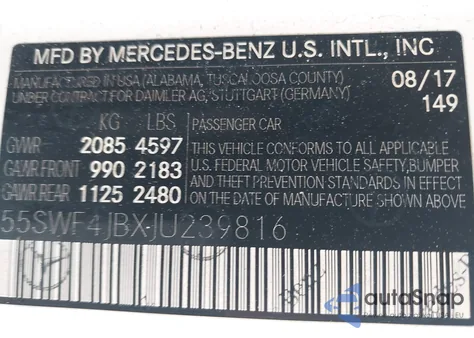 MFD BY MERCEDES-BENZ U.S. INTL., INC
MANUFACTURED IN USA (ALABAMA, TUSCALOOSA COUNTY)
UNDER CONTRACT FOR DAIMLER AG, STUTTGART (GERMANY)
08/17
149
KG LBS
GVWR 2085 4597
GAWR FRONT 990 2183
GAWR REAR 1125 2480
PASSENGER CAR
THIS VEHICLE CONFORMS TO ALL APPLICABLE
U.S. FEDERAL MOTOR VEHICLE SAFETY, BUMPER
AND THEFT PREVENTION STANDARDS IN EFFECT
ON THE DATE OF MANUFACTURE SHOWN ABOVE.
55SWF4JBXJU239816
autoSnap